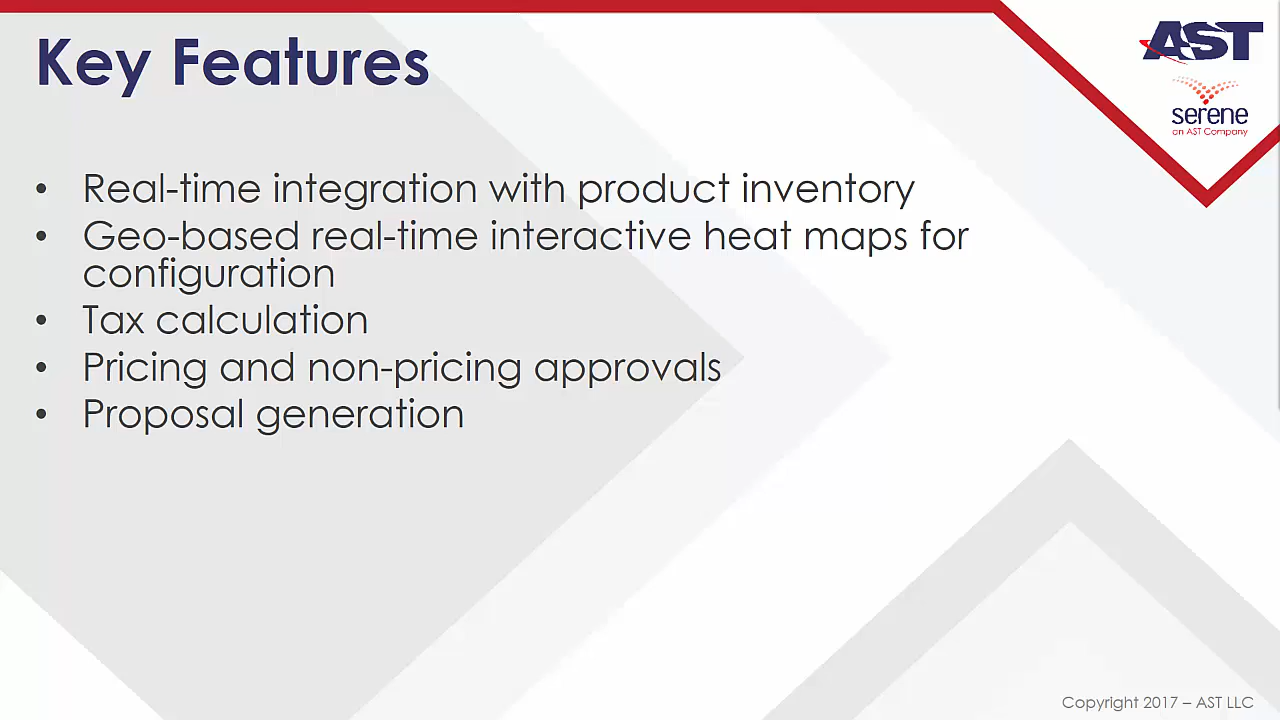 Key Features
AST
serene
an AST Company
• Real-time integration with product inventory
• Geo-based real-time interactive heat maps for
configuration
• Tax calculation
• Pricing and non-pricing approvals
• Proposal generation
Copyright 2017 – AST LLC